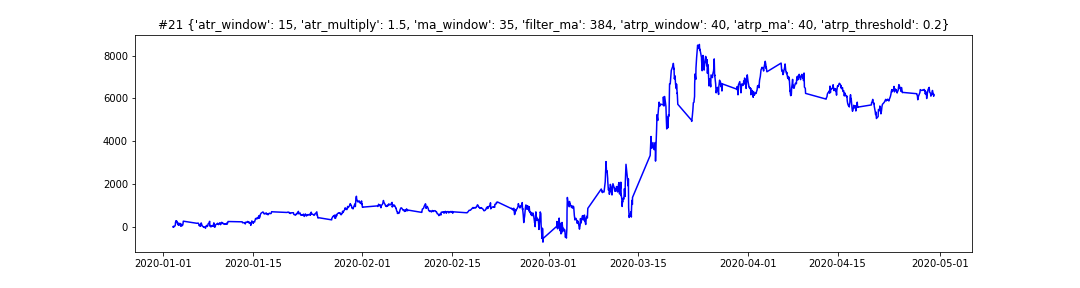 #21 {'atr_window': 15, 'atr_multiply': 1.5, 'ma_window': 35, 'filter_ma': 384, 'atrp_window': 40, 'atrp_ma': 40, 'atrp_threshold': 0.2}
8000
6000
4000
2000
0
2020-01-01 2020-01-15 2020-02-01 2020-02-15 2020-03-01 2020-03-15 2020-04-01 2020-04-15 2020-05-01